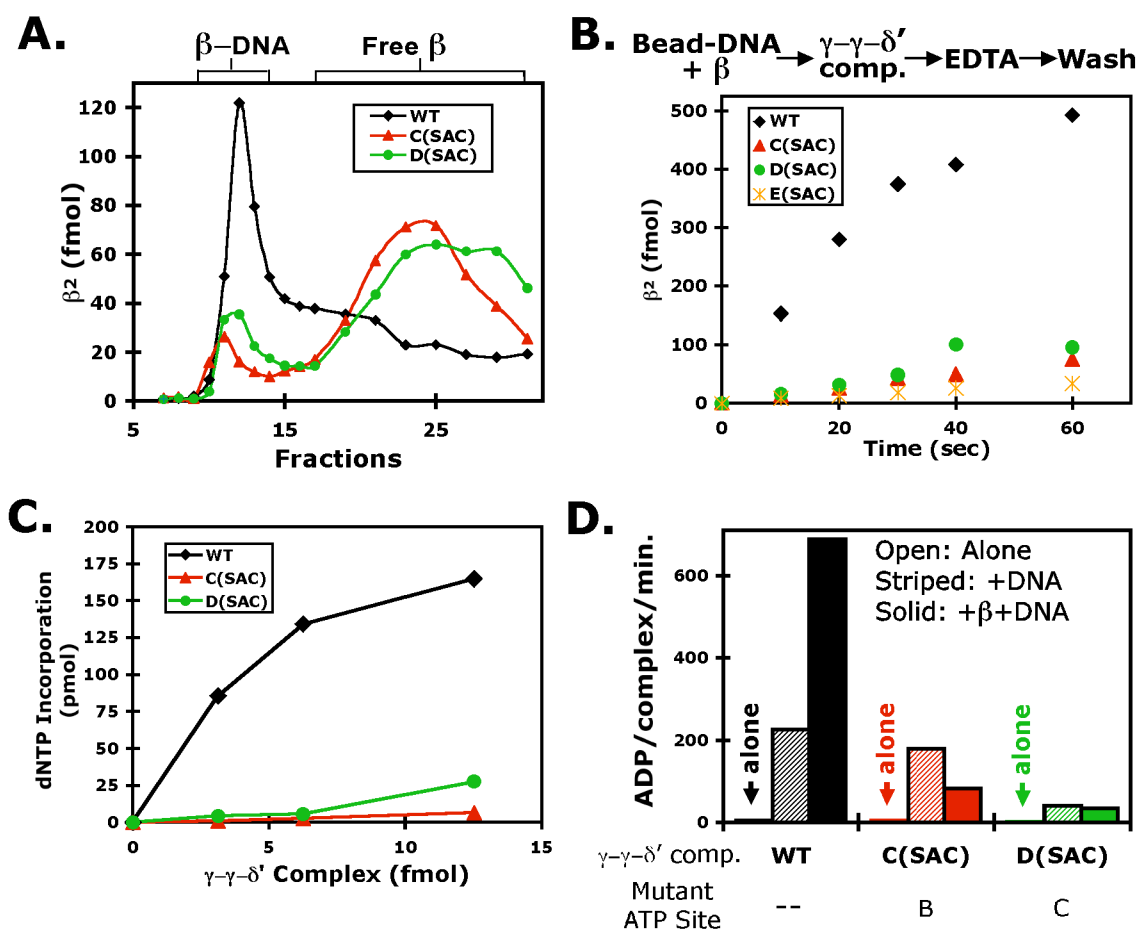 A.
β–DNA
Free β
120
100
80
60
40
20
0
WT
C(SAC)
D(SAC)
β² (fmol)
5
15
25
Fractions
B.
Bead-DNA + β
γ–γ–δ′ comp.
EDTA
Wash
500
400
300
200
100
0
WT
C(SAC)
D(SAC)
E(SAC)
β² (fmol)
0
20
40
60
Time (sec)
C.
200
175
150
125
100
75
50
25
0
WT
C(SAC)
D(SAC)
dNTP Incorporation
(pmol)
0
5
10
15
γ–γ–δ′ Complex (fmol)
D.
Open: Alone
Striped: +DNA
Solid: +β+DNA
600
400
200
0
ADP/complex/min.
alone
alone
alone
γ–γ–δ′ comp.
WT
C(SAC)
D(SAC)
Mutant
ATP Site
--
B
C